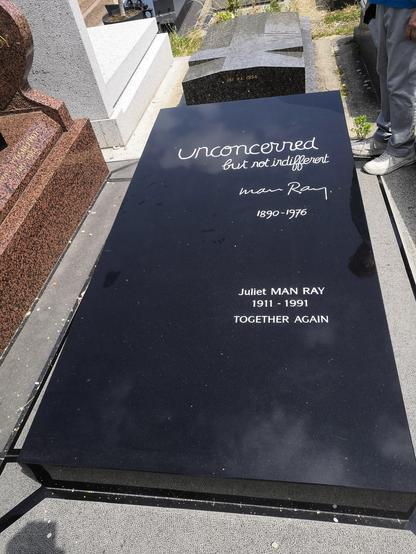 unconcerned
but not indifferent
man Ray.
1890-1976
Juliet MAN RAY
1911 - 1991
TOGETHER AGAIN